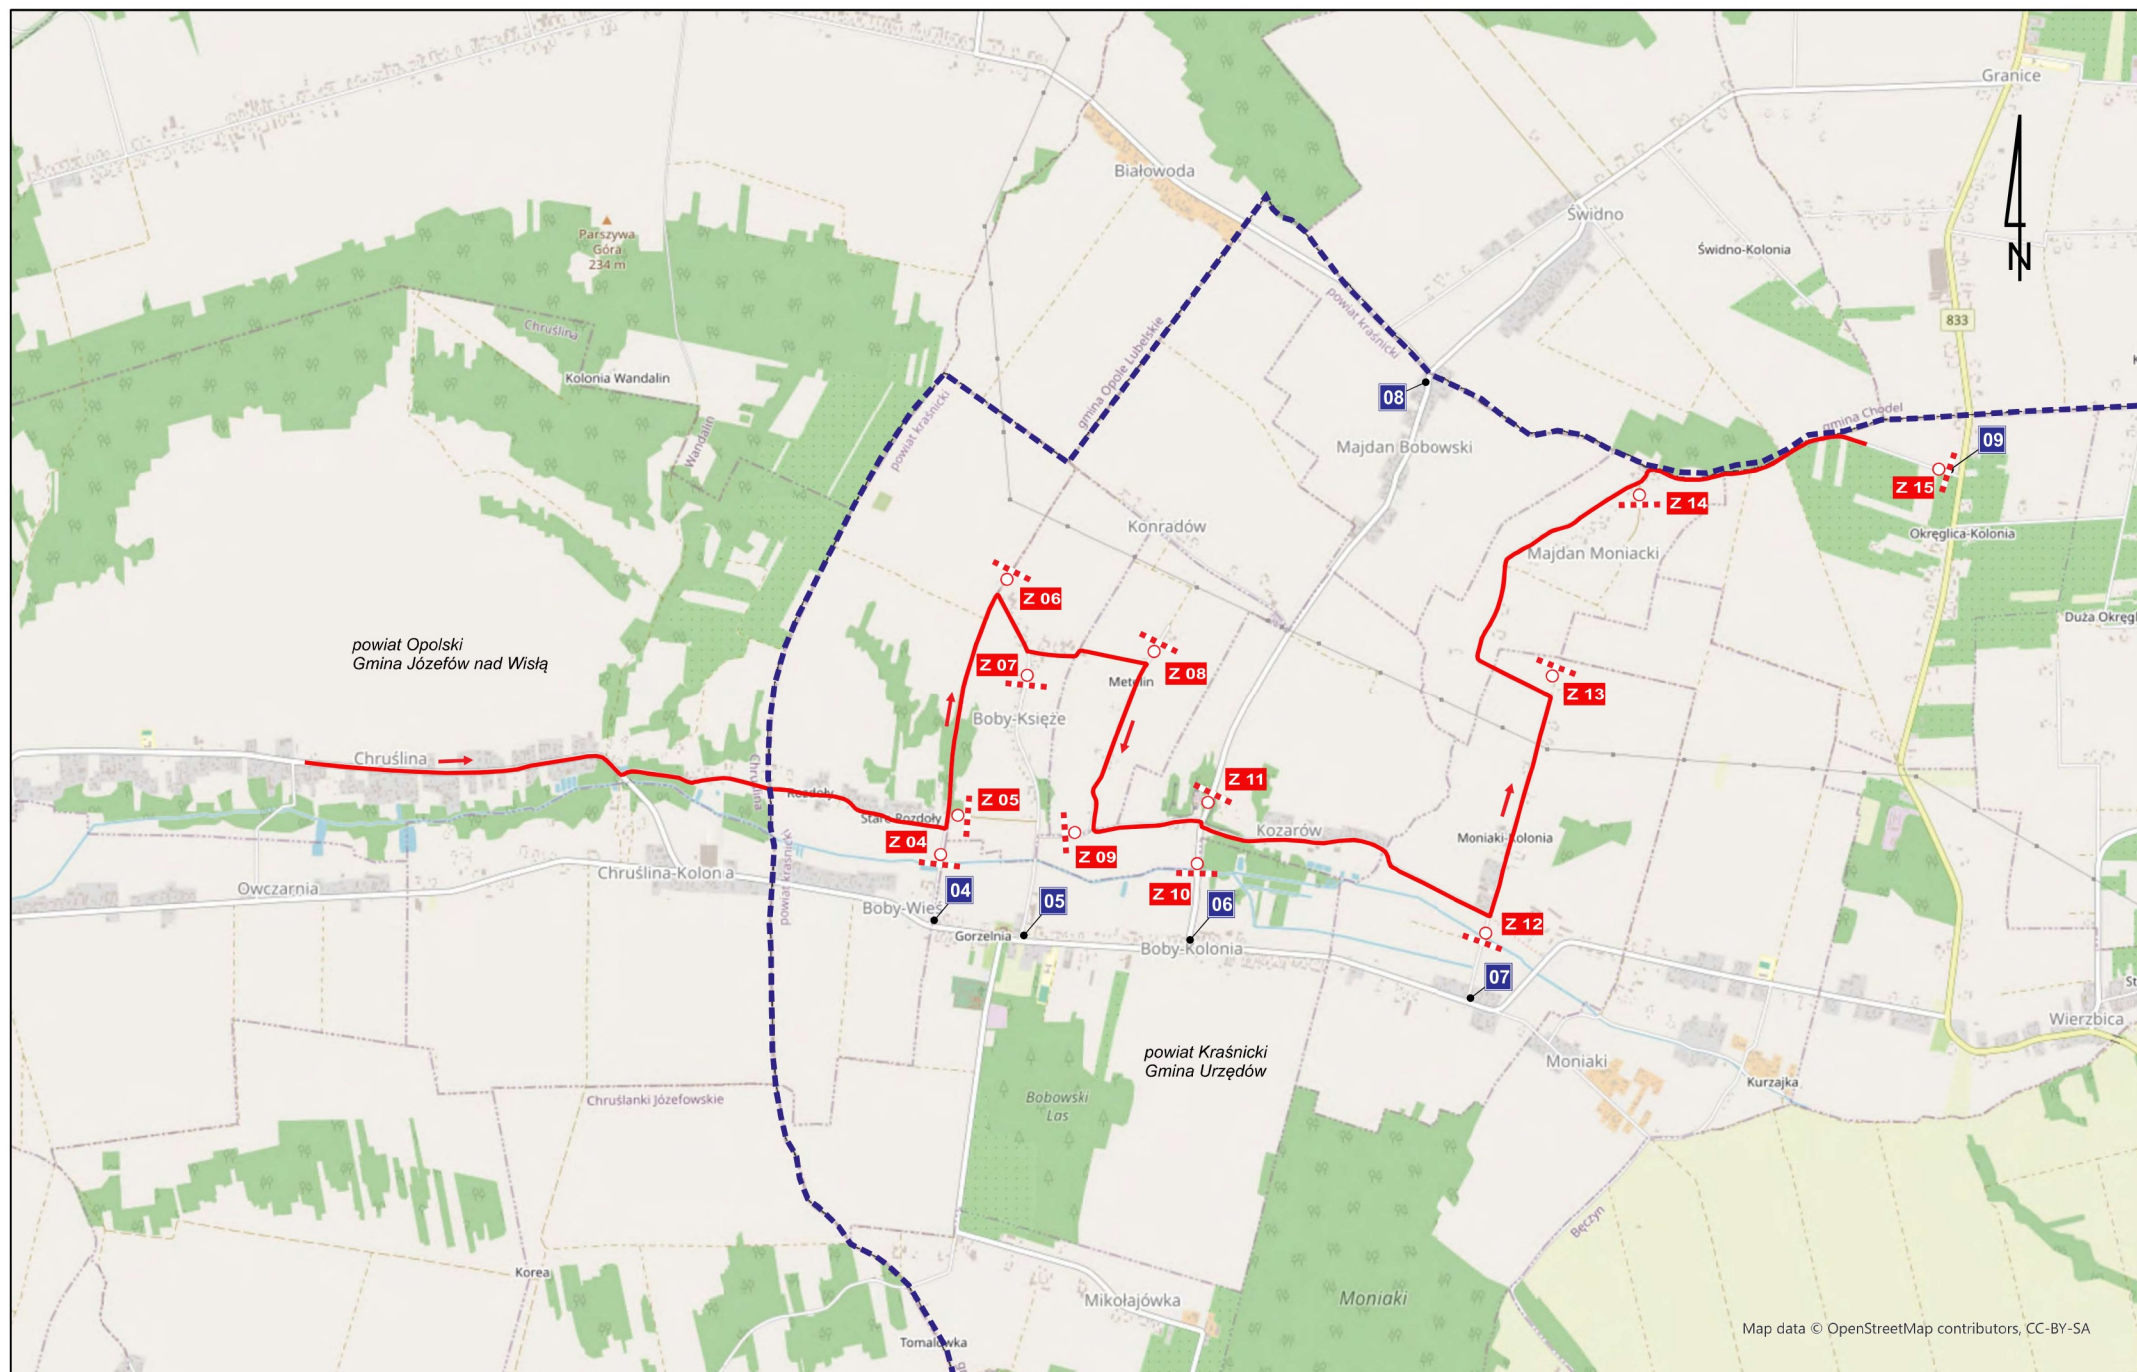 Granice
Białowoda
Świdno
Parszywa
Góra
234 m
Świdno-Kolonia
N
powiat kraśnicki
gmina Opole Lubelskie
833
Chruślina
Kolonia Wandalin
powiat kraśnicki
08
gmina Chodel
Wandalin
Majdan Bobowski
09
Z 15
Z 14
Konradów
Okręglica-Kolonia
Majdan Moniacki
Z 06
Duża Okręgl
powiat Opolski
Gmina Józefów nad Wisłą
Z 07
Z 08
Metelin
Z 13
Boby-Księże
Chruślina
Chruślina
Z 11
Rozdoły
Z 05
Stare Rozdoły
Kozarów
Z 04
Moniaki-Kolonia
Z 09
Chruślina-Kolonia
powiat kraśnicki
Owczarnia
04
Z 10
05
06
Boby-Wieś
Z 12
Gorzelnia
Boby-Kolonia
07
St
Wierzbica
powiat Kraśnicki
Gmina Urzędów
Moniaki
Kurzajka
Chruślanki Józefowskie
Bobowski
Las
Bęczyn
Korea
Mikołajówka
Moniaki
Map data © OpenStreetMap contributors, CC-BY-SA
Tomalówka